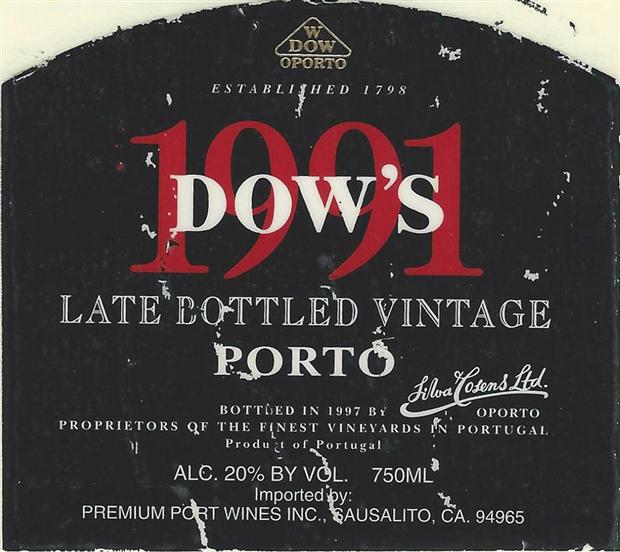 W
DOW
OPORTO
ESTABLISHED 1798
1991
DOW'S
LATE BOTTLED VINTAGE
PORTO
Silva & Cosens Ltd.
BOTTLED IN 1997 BY
OPORTO
PROPRIETORS OF THE FINEST VINEYARDS IN PORTUGAL
Product of Portugal
ALC. 20% BY VOL. 750ML
Imported by:
PREMIUM PORT WINES INC., SAUSALITO, CA. 94965